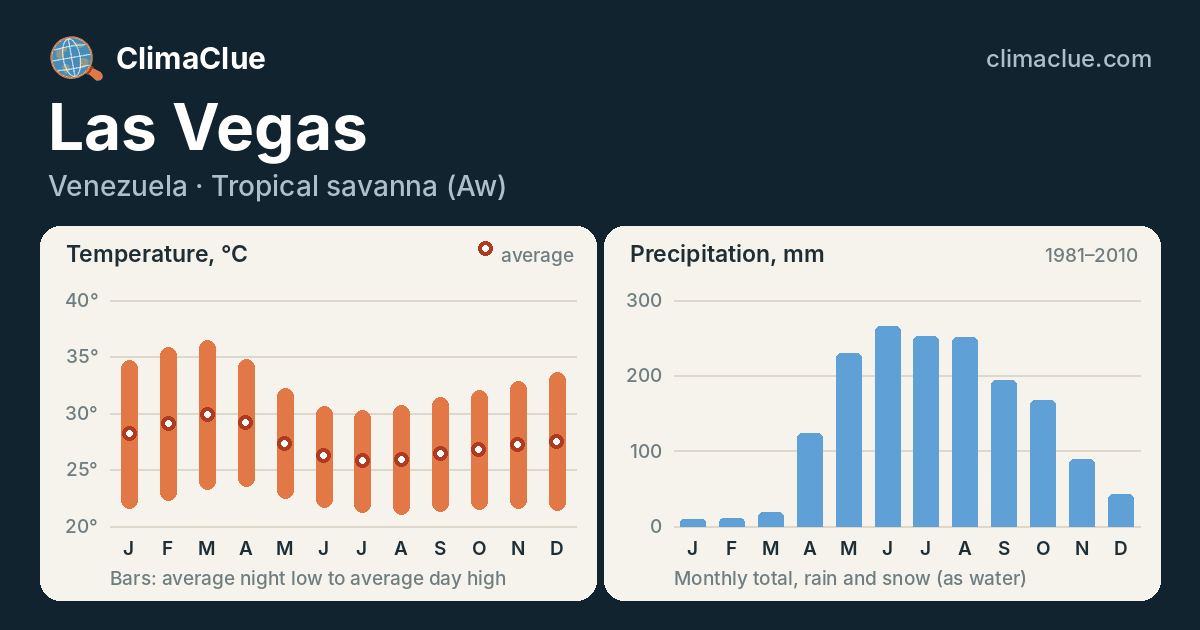 ClimaClue
climaclue.com
Las Vegas
Venezuela · Tropical savanna (Aw)
Temperature, °C
average
40°
35°
30°
25°
20°
J F M A M J J A S O N D
Bars: average night low to average day high
Precipitation, mm
1981–2010
300
200
100
0
J F M A M J J A S O N D
Monthly total, rain and snow (as water)